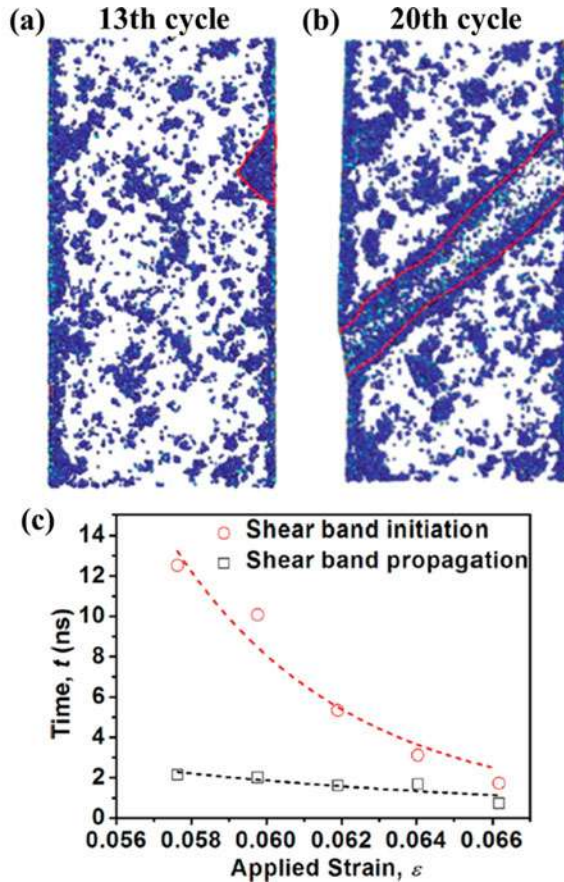 (a) 13th cycle (b) 20th cycle
(c)
14
12
10
8
6
4
2
0
Time, t (ns)
Shear band initiation
Shear band propagation
0.056 0.058 0.060 0.062 0.064 0.066
Applied Strain, ε